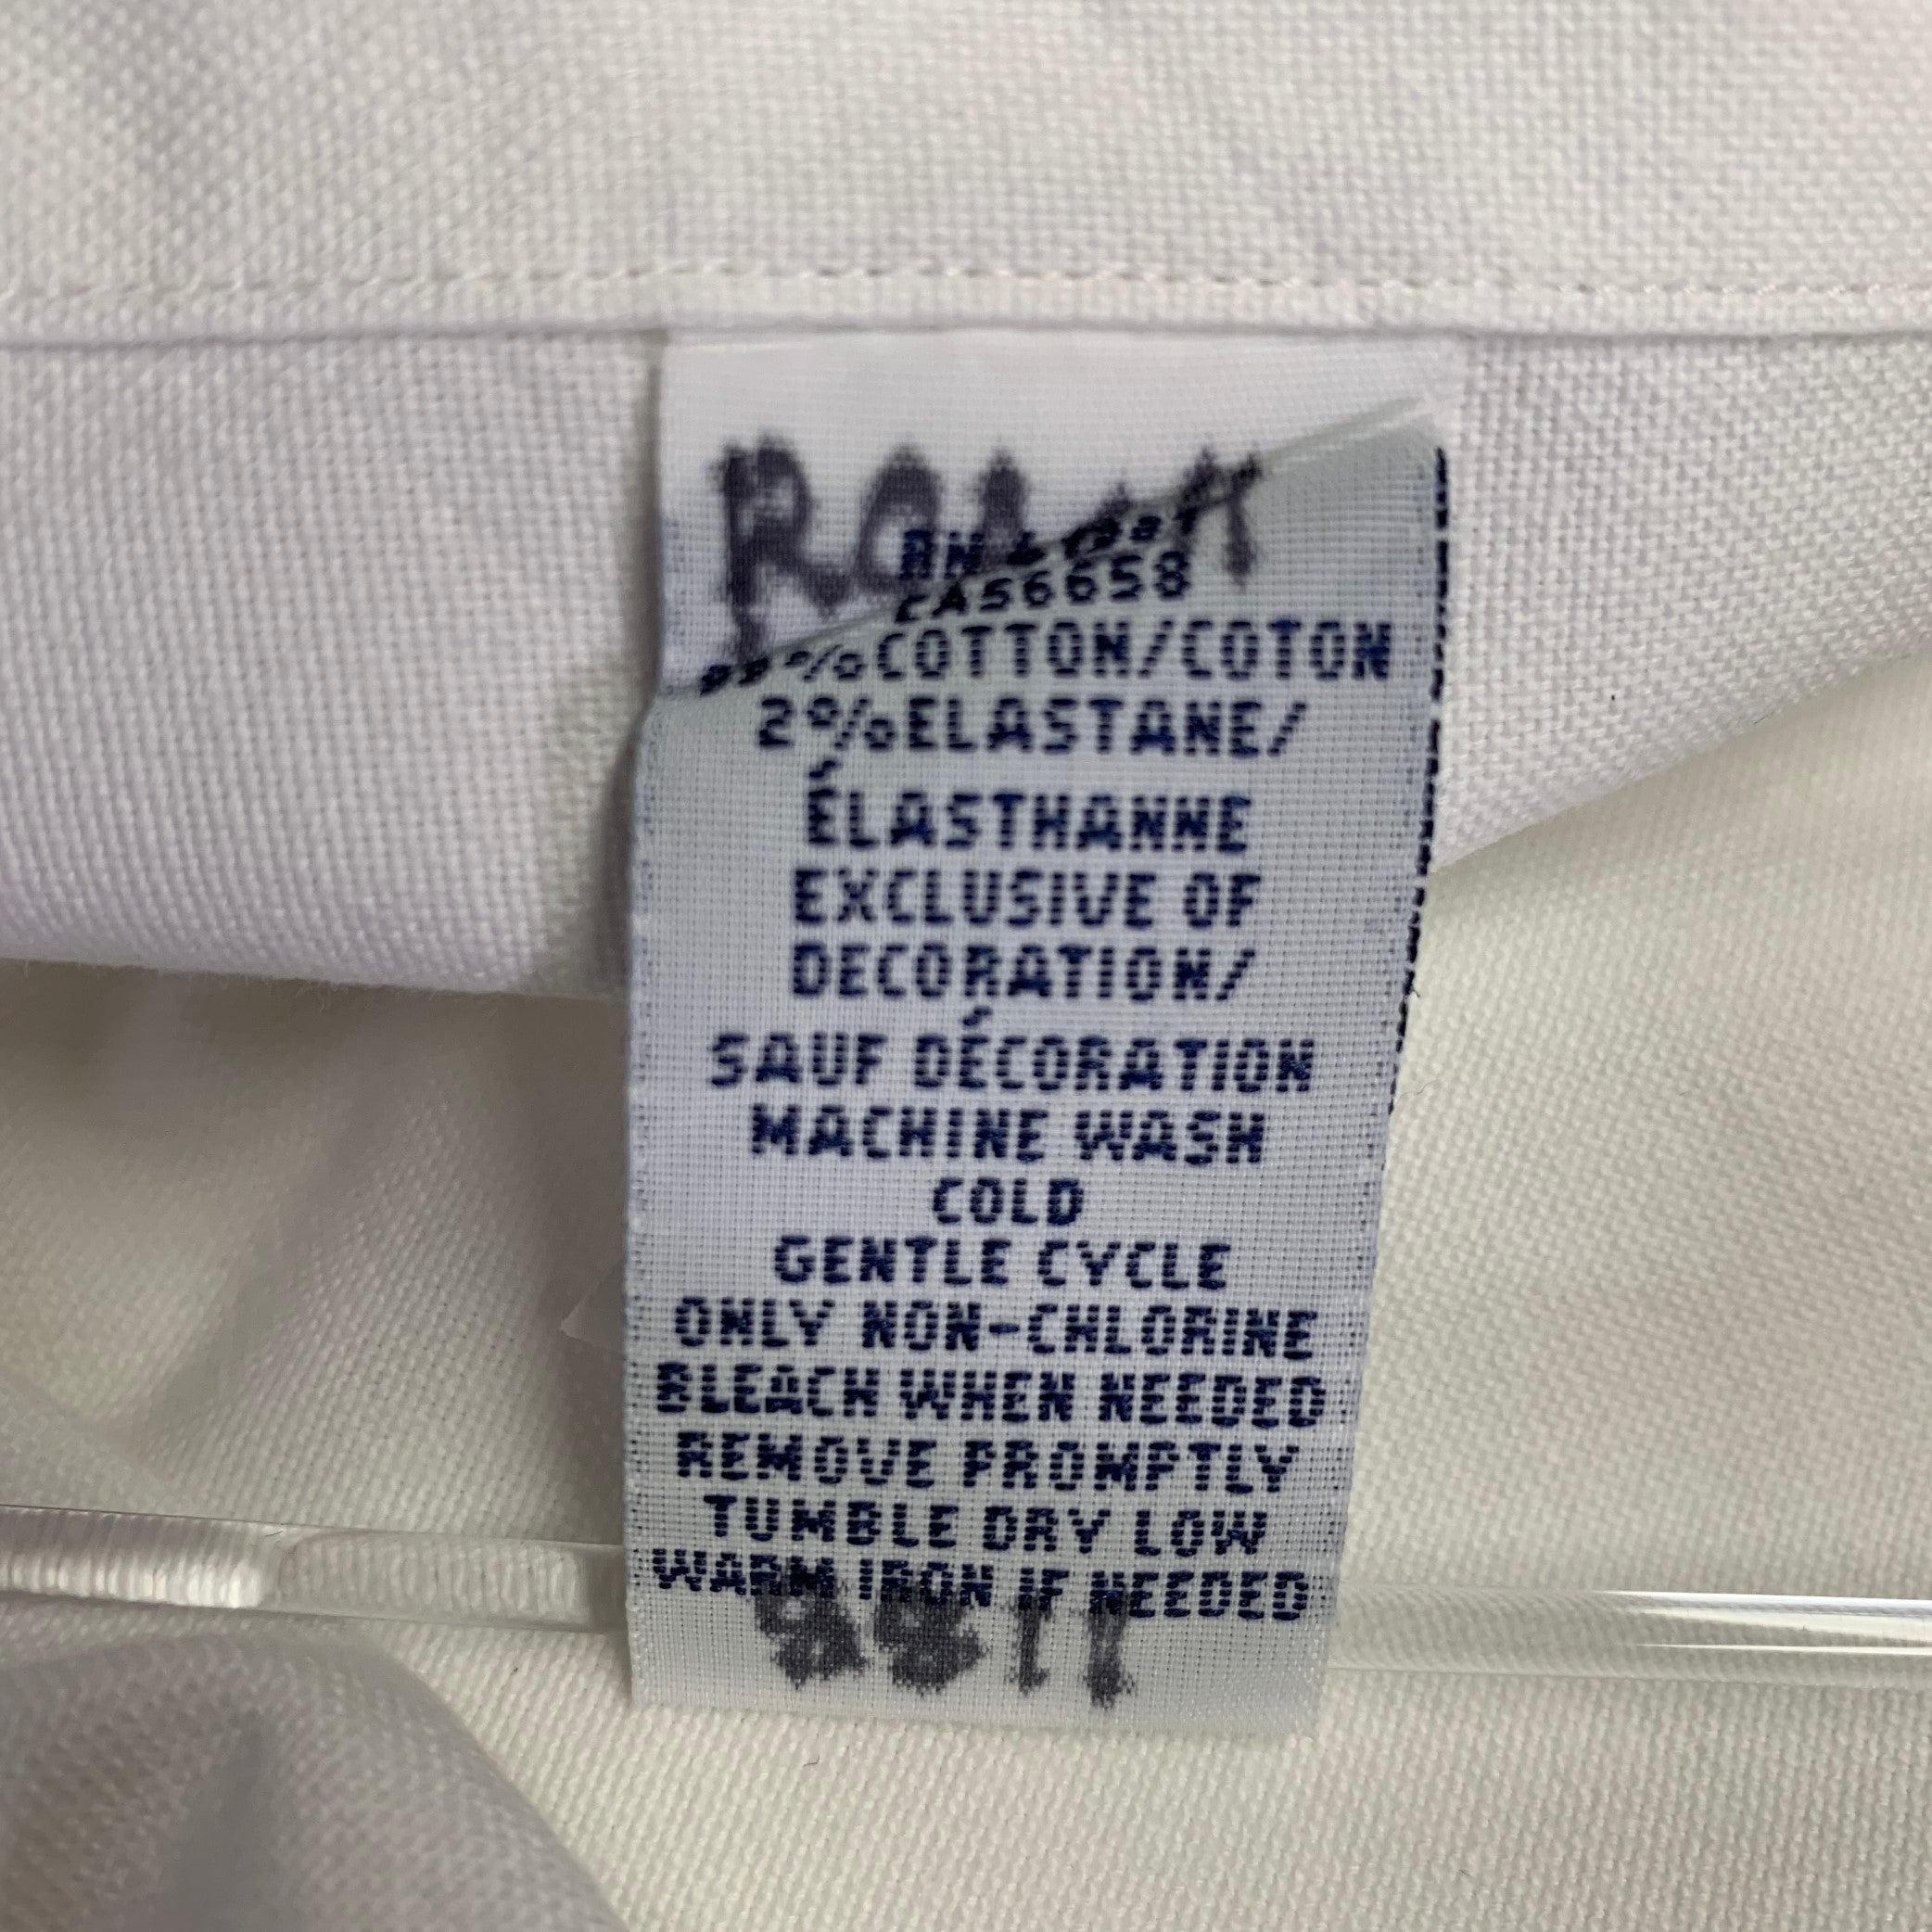 CA56658
COTTON/COTON
2%ELASTANE/
ÉLASTHANNE
EXCLUSIVE OF
DECORATION/
SAUF DÉCORATION
MACHINE WASH
COLD
GENTLE CYCLE
ONLY NON-CHLORINE
BLEACH WHEN NEEDED
REMOVE PROMPTLY
TUMBLE DRY LOW
WARM IRON IF NEEDED